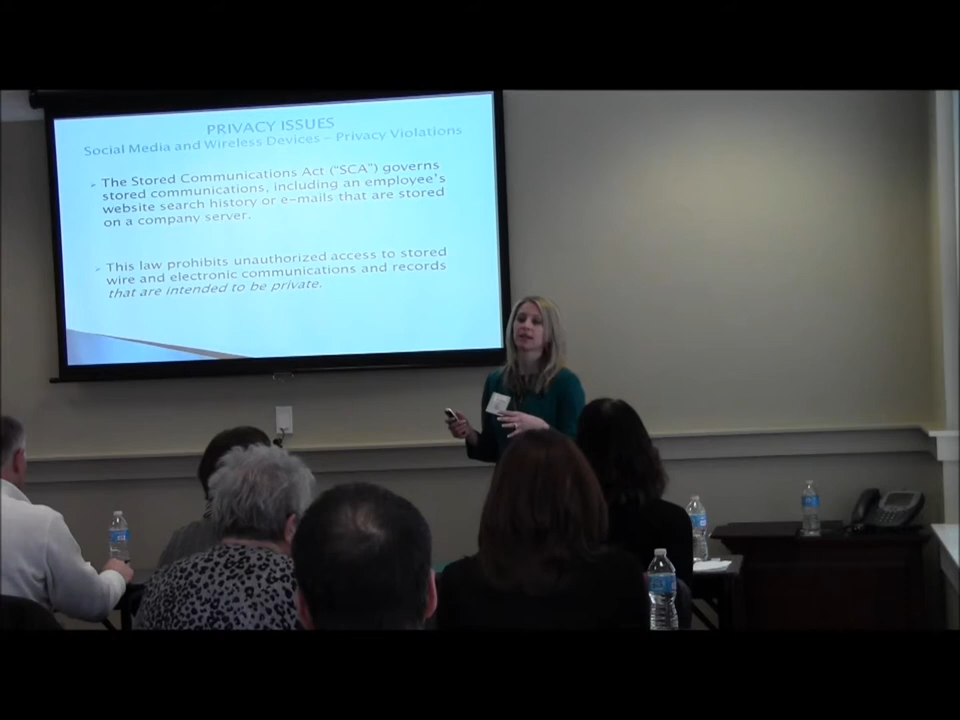 PRIVACY ISSUES
Social Media and Wireless Devices – Privacy Violations
The Stored Communications Act ("SCA") governs
stored communications, including an employee's
website search history or e-mails that are stored
on a company server.
This law prohibits unauthorized access to stored
wire and electronic communications and records
that are intended to be private.